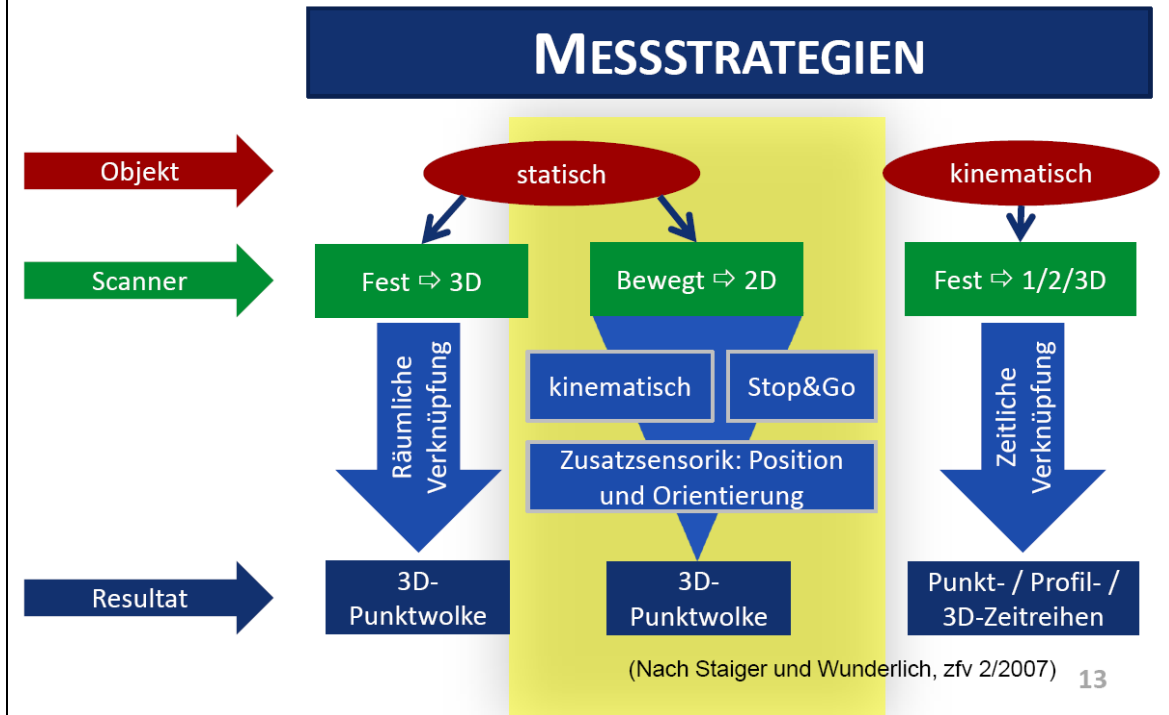 MESSSTRATEGIEN
Objekt
statisch
kinematisch
Scanner
Fest ⇨ 3D
Bewegt ⇨ 2D
Fest ⇨ 1/2/3D
Räumliche
Verknüpfung
kinematisch
Stop&Go
Zusatzsensorik: Position
und Orientierung
Zeitliche
Verknüpfung
Resultat
3D-
Punktwolke
3D-
Punktwolke
Punkt- / Profil- /
3D-Zeitreihen
(Nach Staiger und Wunderlich, zfv 2/2007)
13